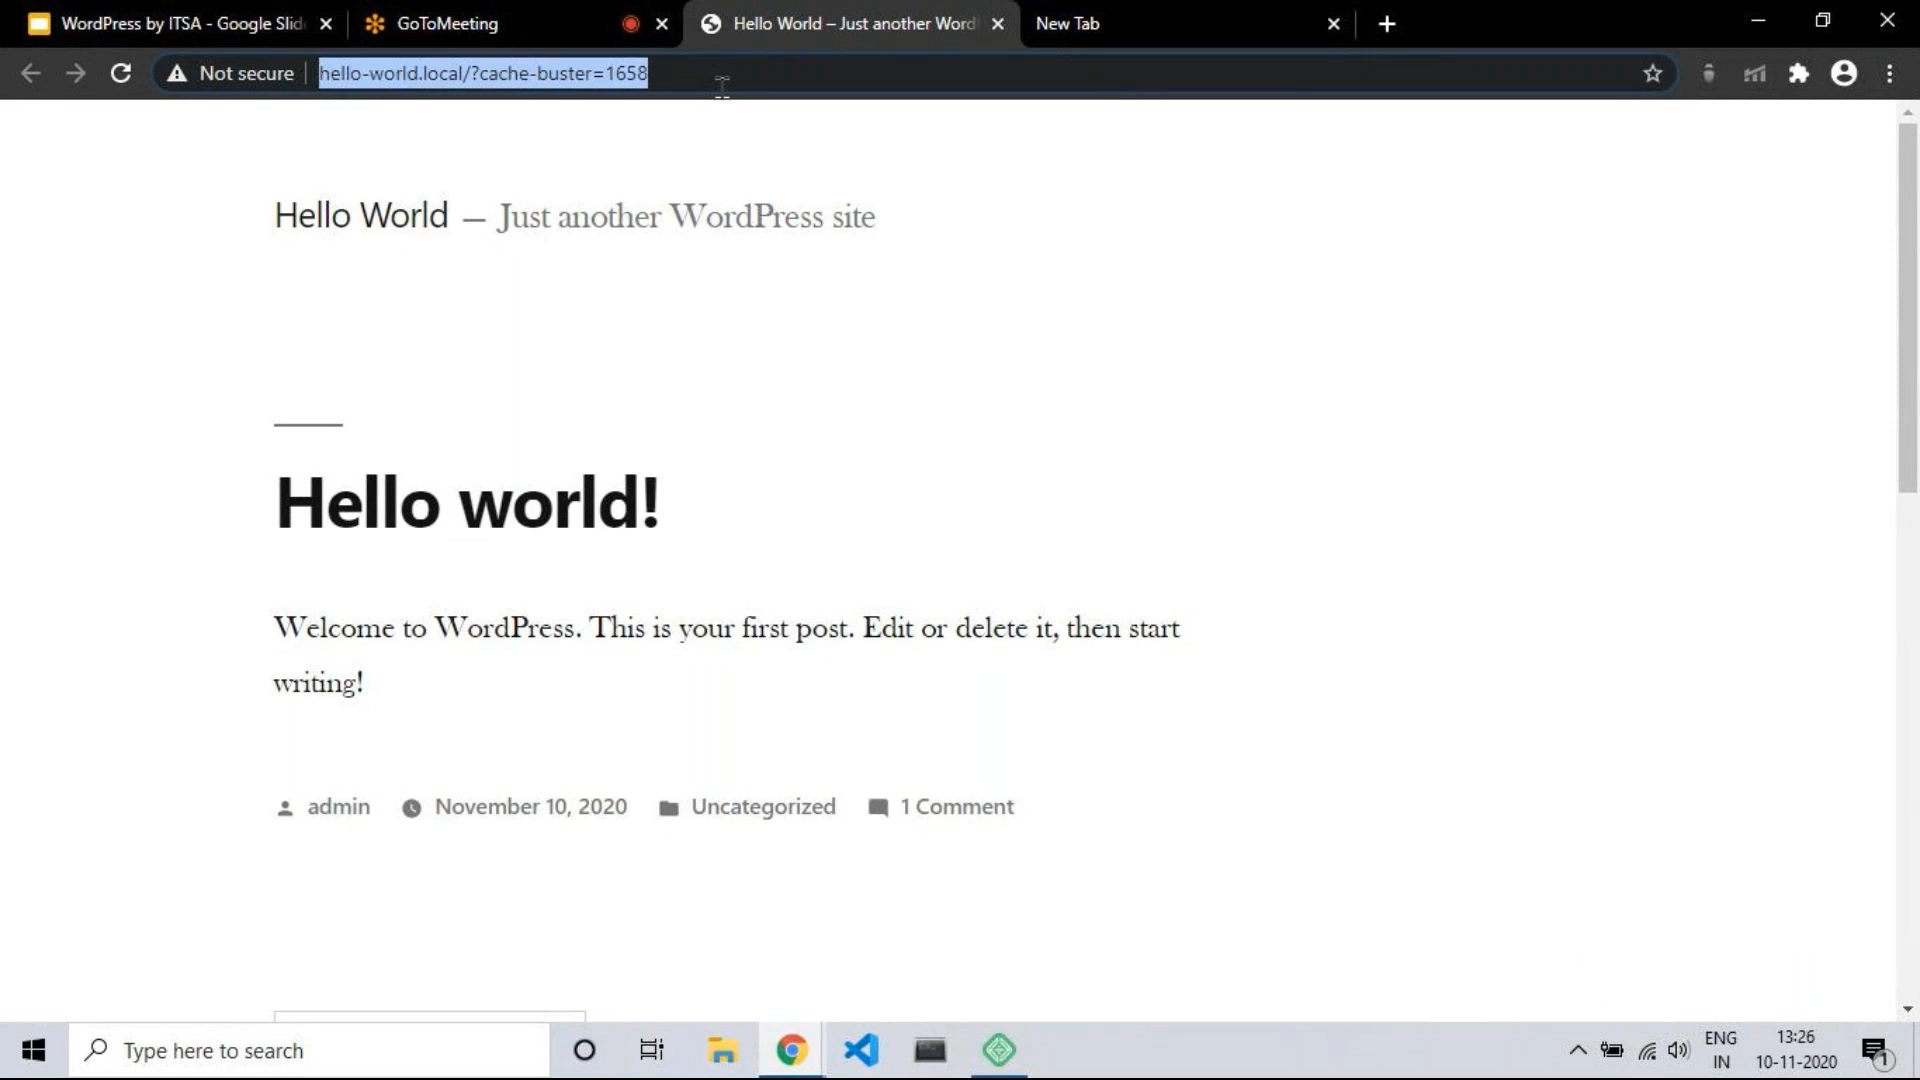 WordPress by ITSA - Google Slid
GoToMeeting
Hello World – Just another Word
New Tab
Not secure
hello-world.local/?cache-buster=1658
Hello World — Just another WordPress site
Hello world!
Welcome to WordPress. This is your first post. Edit or delete it, then start
writing!
admin
November 10, 2020
Uncategorized
1 Comment
Type here to search
ENG
IN
13:26
10-11-2020
1